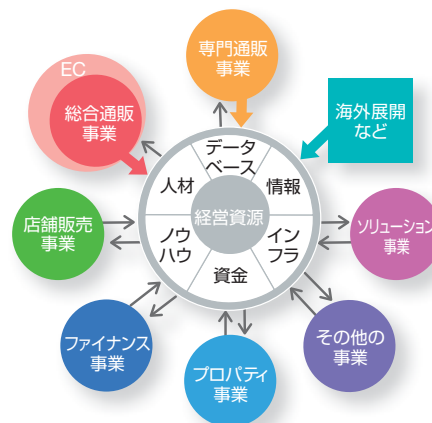 専門通販
事業
EC
総合通販
事業
海外展開
など
データ
ベース
人材
情報
経営資源
店舗販売
事業
ノウ
ハウ
イン
フラ
ソリューション
事業
資金
ファイナンス
事業
プロパティ
事業
その他の
事業